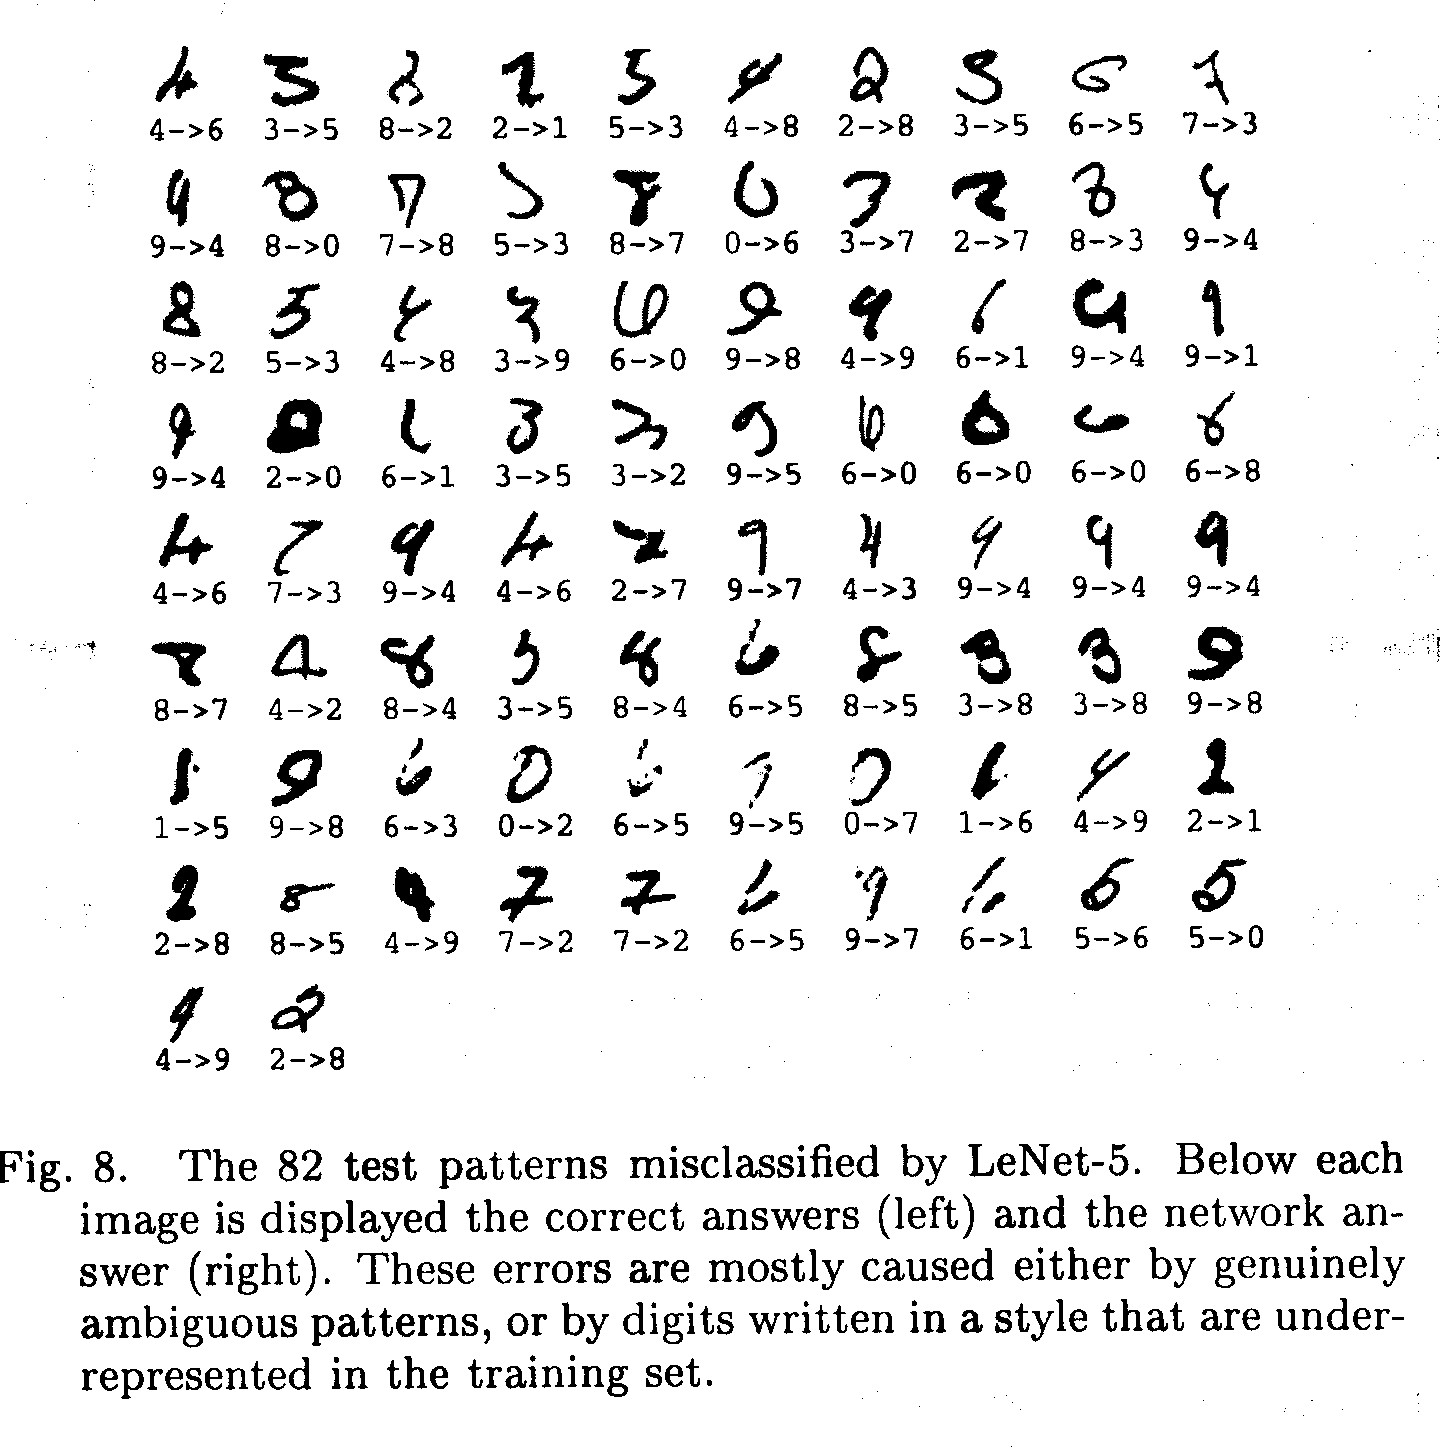 4->6 3->5 8->2 2->1 5->3 4->8 2->8 3->5 6->5 7->3
9->4 8->0 7->8 5->3 8->7 0->6 3->7 2->7 8->3 9->4
8->2 5->3 4->8 3->9 6->0 9->8 4->9 6->1 9->4 9->1
9->4 2->0 6->1 3->5 3->2 9->5 6->0 6->0 6->0 6->8
4->6 7->3 9->4 4->6 2->7 9->7 4->3 9->4 9->4 9->4
8->7 4->2 8->4 3->5 8->4 6->5 8->5 3->8 3->8 9->8
1->5 9->8 6->3 0->2 6->5 9->5 0->7 1->6 4->9 2->1
2->8 8->5 4->9 7->2 7->2 6->5 9->7 6->1 5->6 5->0
4->9 2->8
Fig. 8. The 82 test patterns misclassified by LeNet-5. Below each
image is displayed the correct answers (left) and the network an-
swer (right). These errors are mostly caused either by genuinely
ambiguous patterns, or by digits written in a style that are under-
represented in the training set.